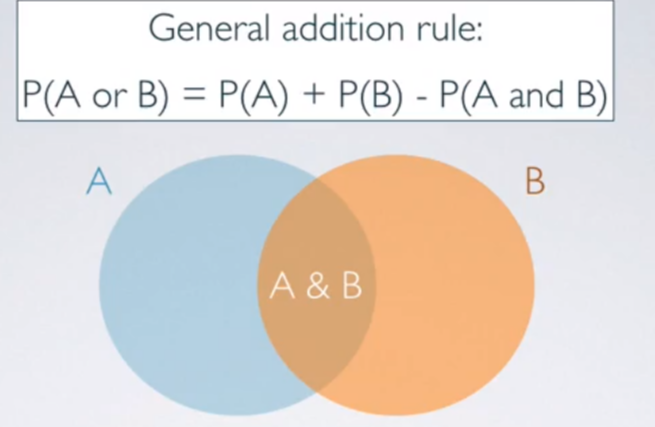 General addition rule:
P(A or B) = P(A) + P(B) - P(A and B)
A
B
A & B